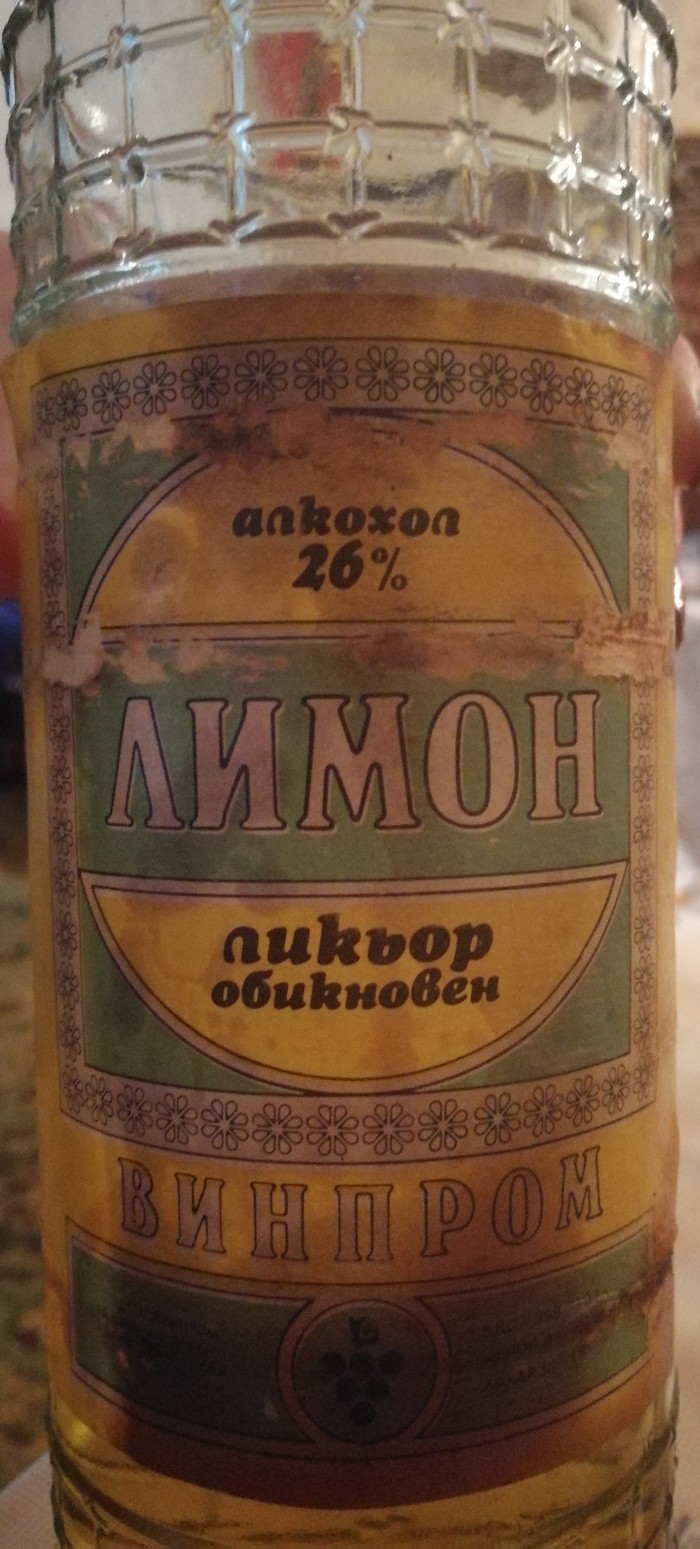 алкохол
26%
ЛИМОН
ликьор
обикновен
ВИНПРОМ